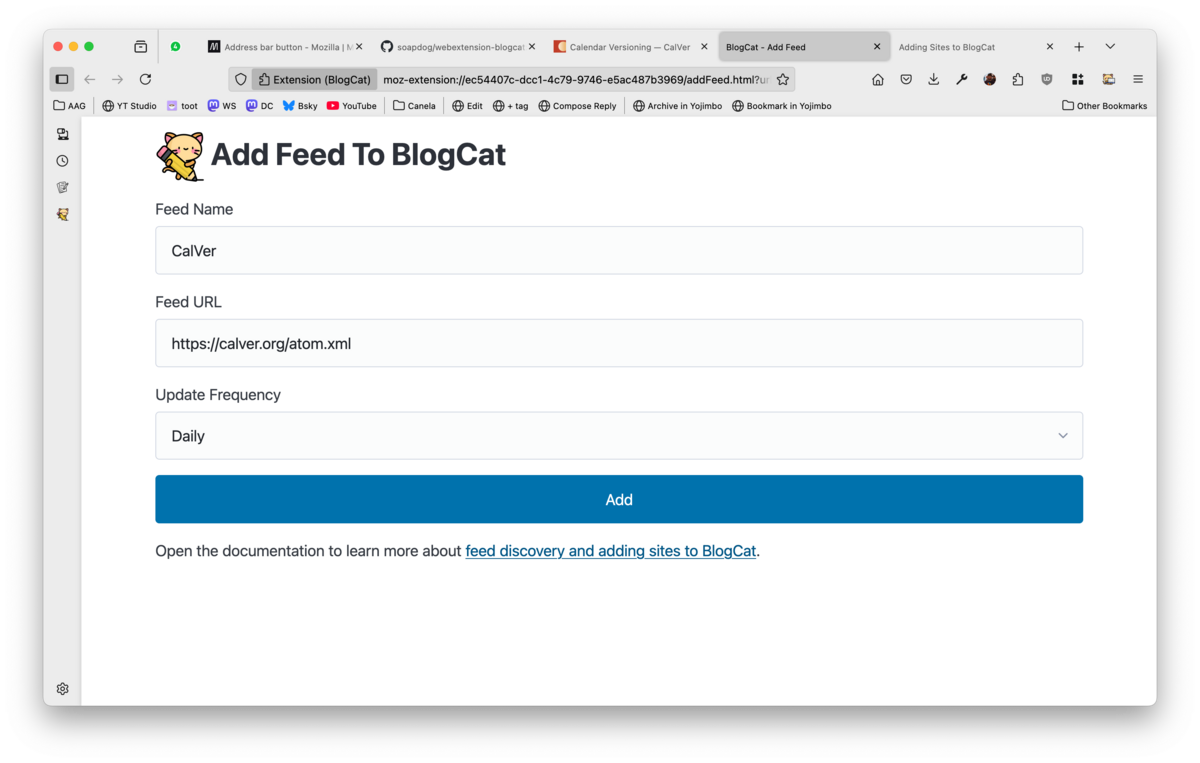 Address bar button - Mozilla | M
soapdog/webextension-blogcat
Calendar Versioning — CalVer
BlogCat - Add Feed
Adding Sites to BlogCat
Extension (BlogCat)
moz-extension://ec54407c-dcc1-4c79-9746-e5ac487b3969/addFeed.html?ur
AAG
YT Studio
toot
WS
DC
Bsky
YouTube
Canela
Edit
+ tag
Compose Reply
Archive in Yojimbo
Bookmark in Yojimbo
Other Bookmarks
Add Feed To BlogCat
Feed Name
CalVer
Feed URL
https://calver.org/atom.xml
Update Frequency
Daily
Add
Open the documentation to learn more about feed discovery and adding sites to BlogCat.